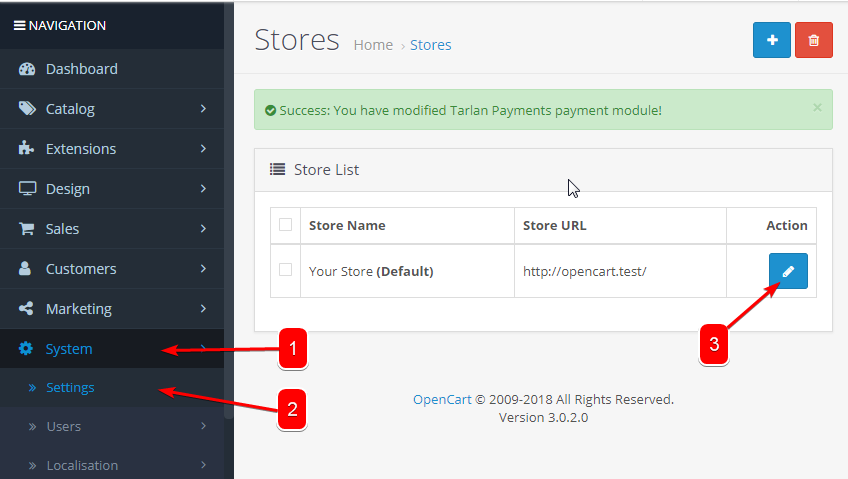 NAVIGATION
Dashboard
Catalog
Extensions
Design
Sales
Customers
Marketing
System
Settings
Users
Localisation
Stores Home › Stores
Success: You have modified Tarlan Payments payment module! ×
Store List
Store Name Store URL Action
Your Store (Default) http://opencart.test/
1
2
3
OpenCart © 2009-2018 All Rights Reserved.
Version 3.0.2.0